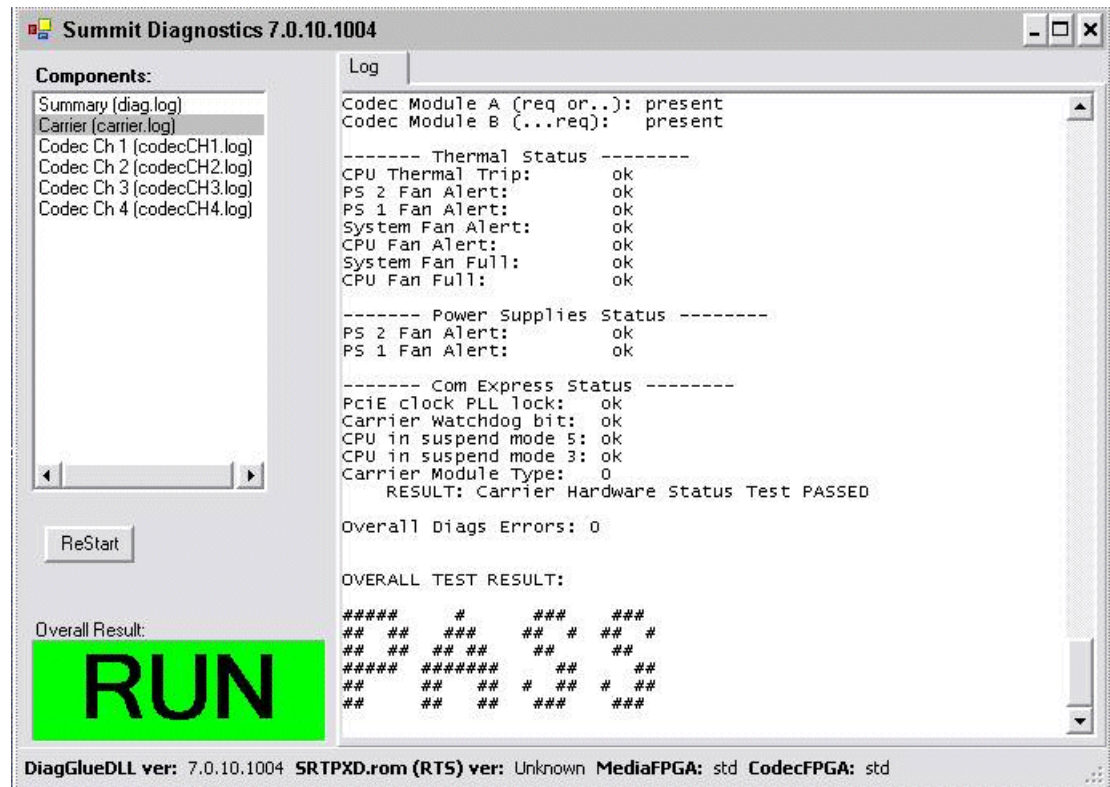 Summit Diagnostics 7.0.10.1004
Components:
Summary (diag.log)
Carrier (carrier.log)
Codec Ch 1 (codecCH1.log)
Codec Ch 2 (codecCH2.log)
Codec Ch 3 (codecCH3.log)
Codec Ch 4 (codecCH4.log)
ReStart
Overall Result:
RUN
Log
Codec Module A (req or..): present
Codec Module B (...req): present
------- Thermal Status --------
CPU Thermal Trip: ok
PS 2 Fan Alert: ok
PS 1 Fan Alert: ok
System Fan Alert: ok
CPU Fan Alert: ok
System Fan Full: ok
CPU Fan Full: ok
------- Power Supplies Status --------
PS 2 Fan Alert: ok
PS 1 Fan Alert: ok
------- Com Express Status --------
PciE clock PLL lock: ok
Carrier Watchdog bit: ok
CPU in suspend mode 5: ok
CPU in suspend mode 3: ok
Carrier Module Type: 0
RESULT: Carrier Hardware Status Test PASSED
Overall Diags Errors: 0
OVERALL TEST RESULT:
PASS
DiagGlueDLL ver: 7.0.10.1004 SRTPXD.rom (RTS) ver: Unknown MediaFPGA: std CodecFPGA: std